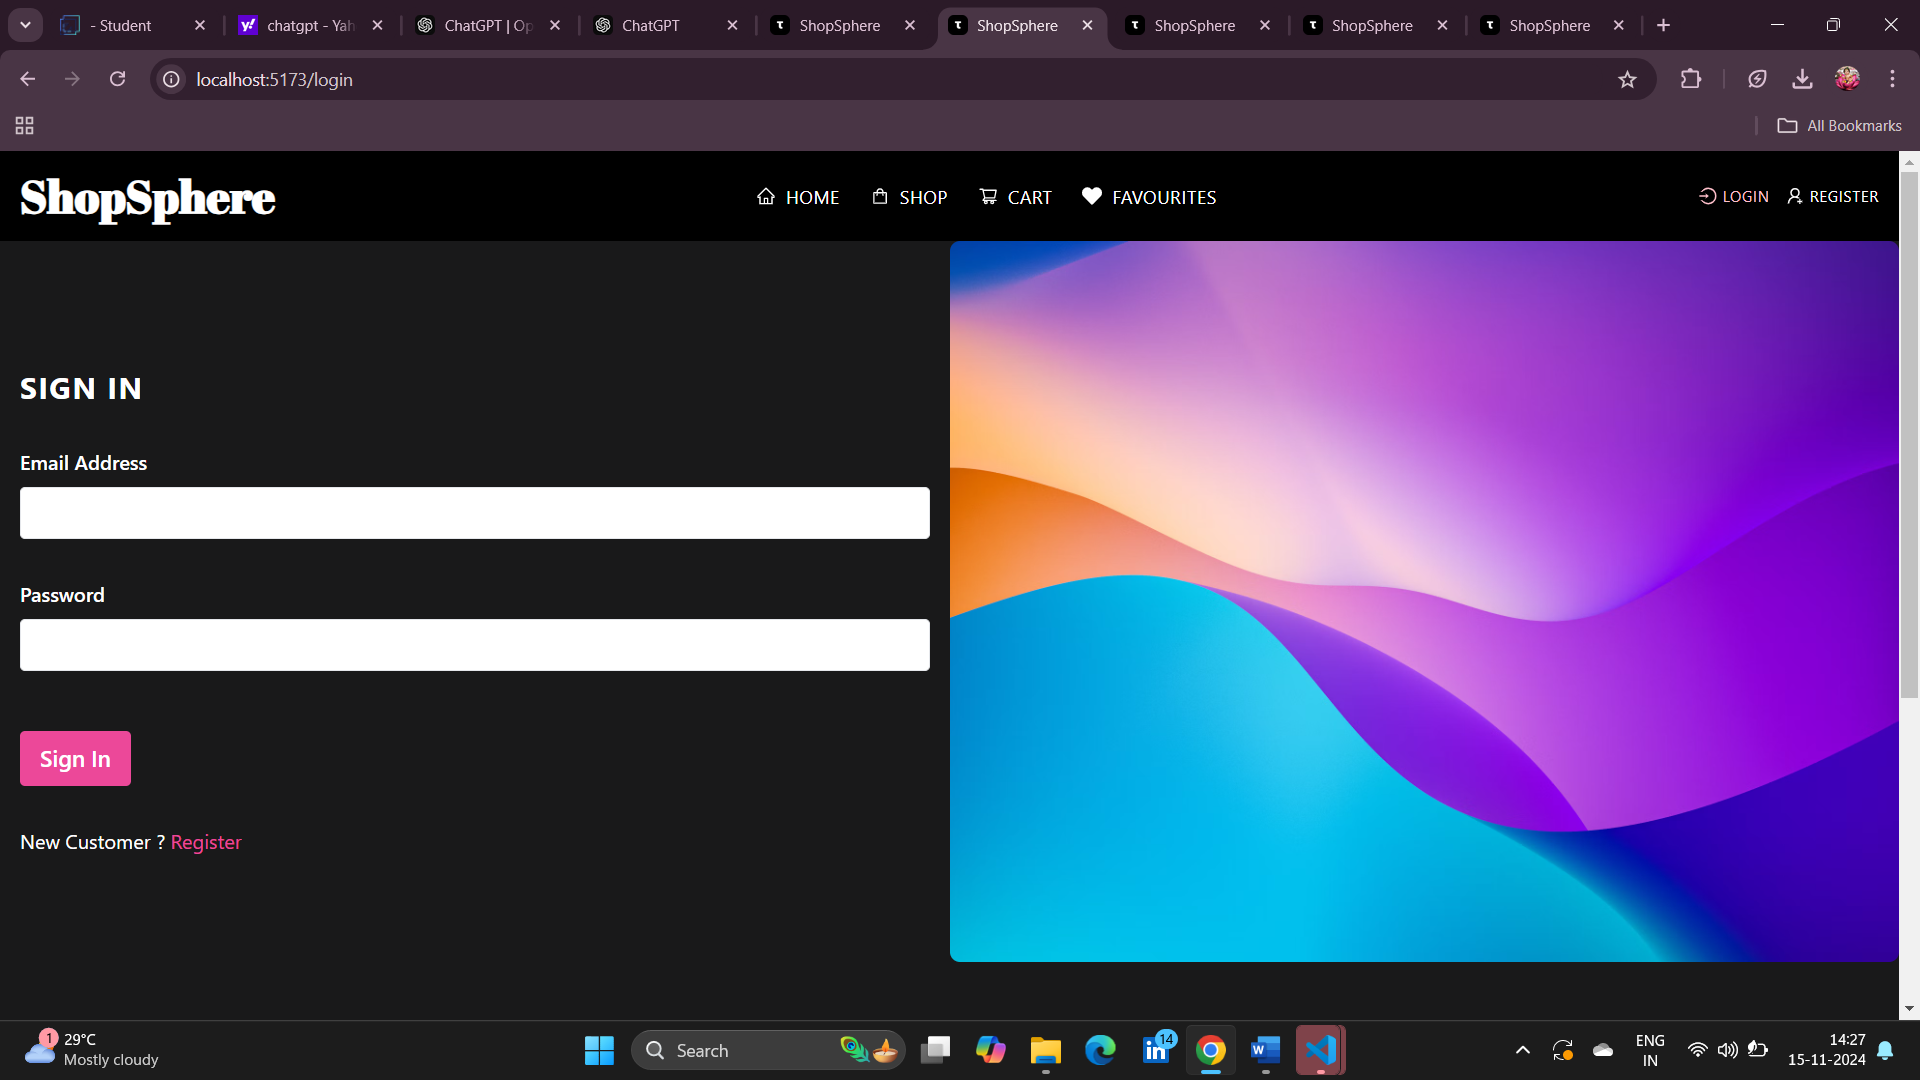 - Student
chatgpt - Yah
ChatGPT | Op
ChatGPT
ShopSphere
ShopSphere
ShopSphere
ShopSphere
ShopSphere
localhost:5173/login
All Bookmarks
ShopSphere
HOME
SHOP
CART
FAVOURITES
LOGIN
REGISTER
SIGN IN
Email Address
Password
Sign In
New Customer ? Register
1
29°C
Mostly cloudy
Search
14
ENG
IN
14:27
15-11-2024